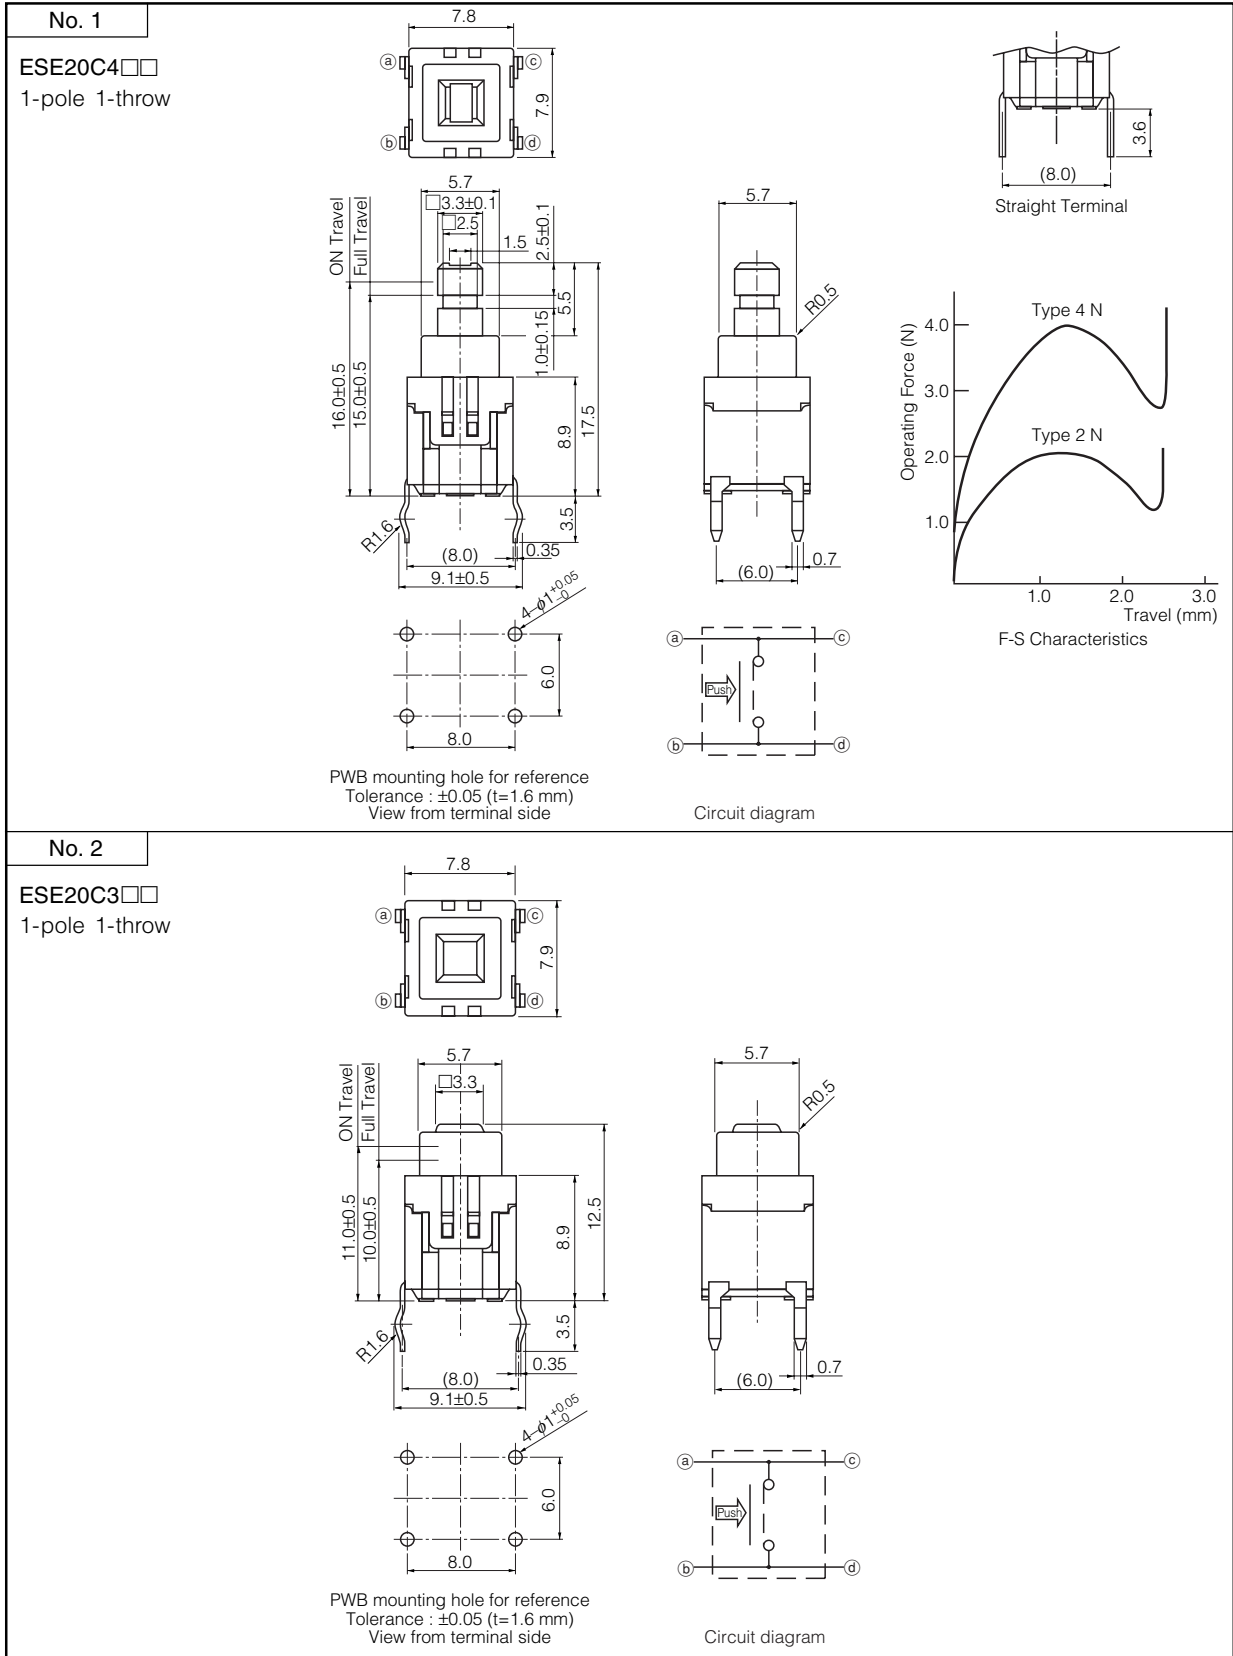 No. 1
ESE20C4□□
1-pole 1-throw
7.8
ⓐ
ⓒ
ⓑ
ⓓ
7.9
5.7
□3.3±0.1
□2.5
1.5
2.5±0.1
5.5
1.0±0.15
17.5
8.9
3.5
ON Travel
Full Travel
16.0±0.5
15.0±0.5
R1.6
(8.0)
0.35
9.1±0.5
5.7
R0.5
(6.0)
0.7
3.6
(8.0)
Straight Terminal
Operating Force (N)
4.0
3.0
2.0
1.0
Type 4 N
Type 2 N
1.0 2.0 3.0
Travel (mm)
F-S Characteristics
4-ϕ1+0.05 -0
6.0
8.0
PWB mounting hole for reference
Tolerance : ±0.05 (t=1.6 mm)
View from terminal side
ⓐ
ⓒ
Push
ⓑ
ⓓ
Circuit diagram
No. 2
ESE20C3□□
1-pole 1-throw
7.8
ⓐ
ⓒ
ⓑ
ⓓ
7.9
5.7
□3.3
ON Travel
Full Travel
11.0±0.5
10.0±0.5
12.5
8.9
3.5
R1.6
0.35
(8.0)
9.1±0.5
5.7
R0.5
(6.0)
0.7
4-ϕ1+0.05 -0
6.0
8.0
PWB mounting hole for reference
Tolerance : ±0.05 (t=1.6 mm)
View from terminal side
ⓐ
ⓒ
Push
ⓑ
ⓓ
Circuit diagram